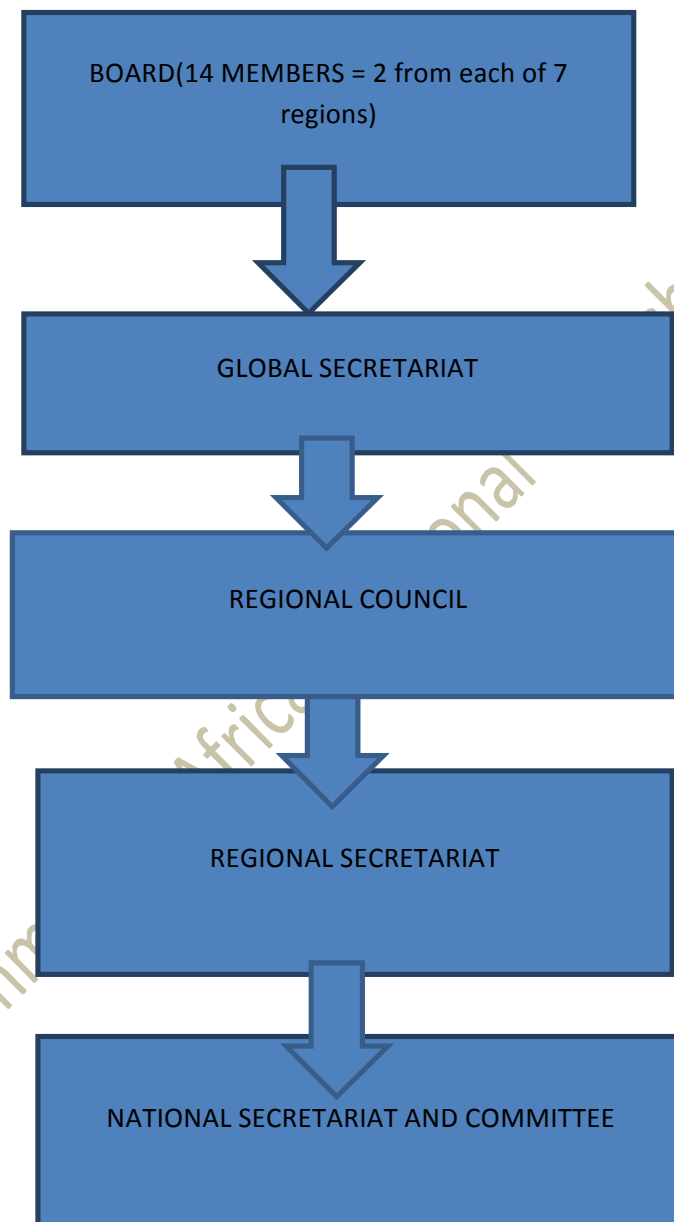 BOARD(14 MEMBERS = 2 from each of 7
regions)
GLOBAL SECRETARIAT
REGIONAL COUNCIL
REGIONAL SECRETARIAT
NATIONAL SECRETARIAT AND COMMITTEE